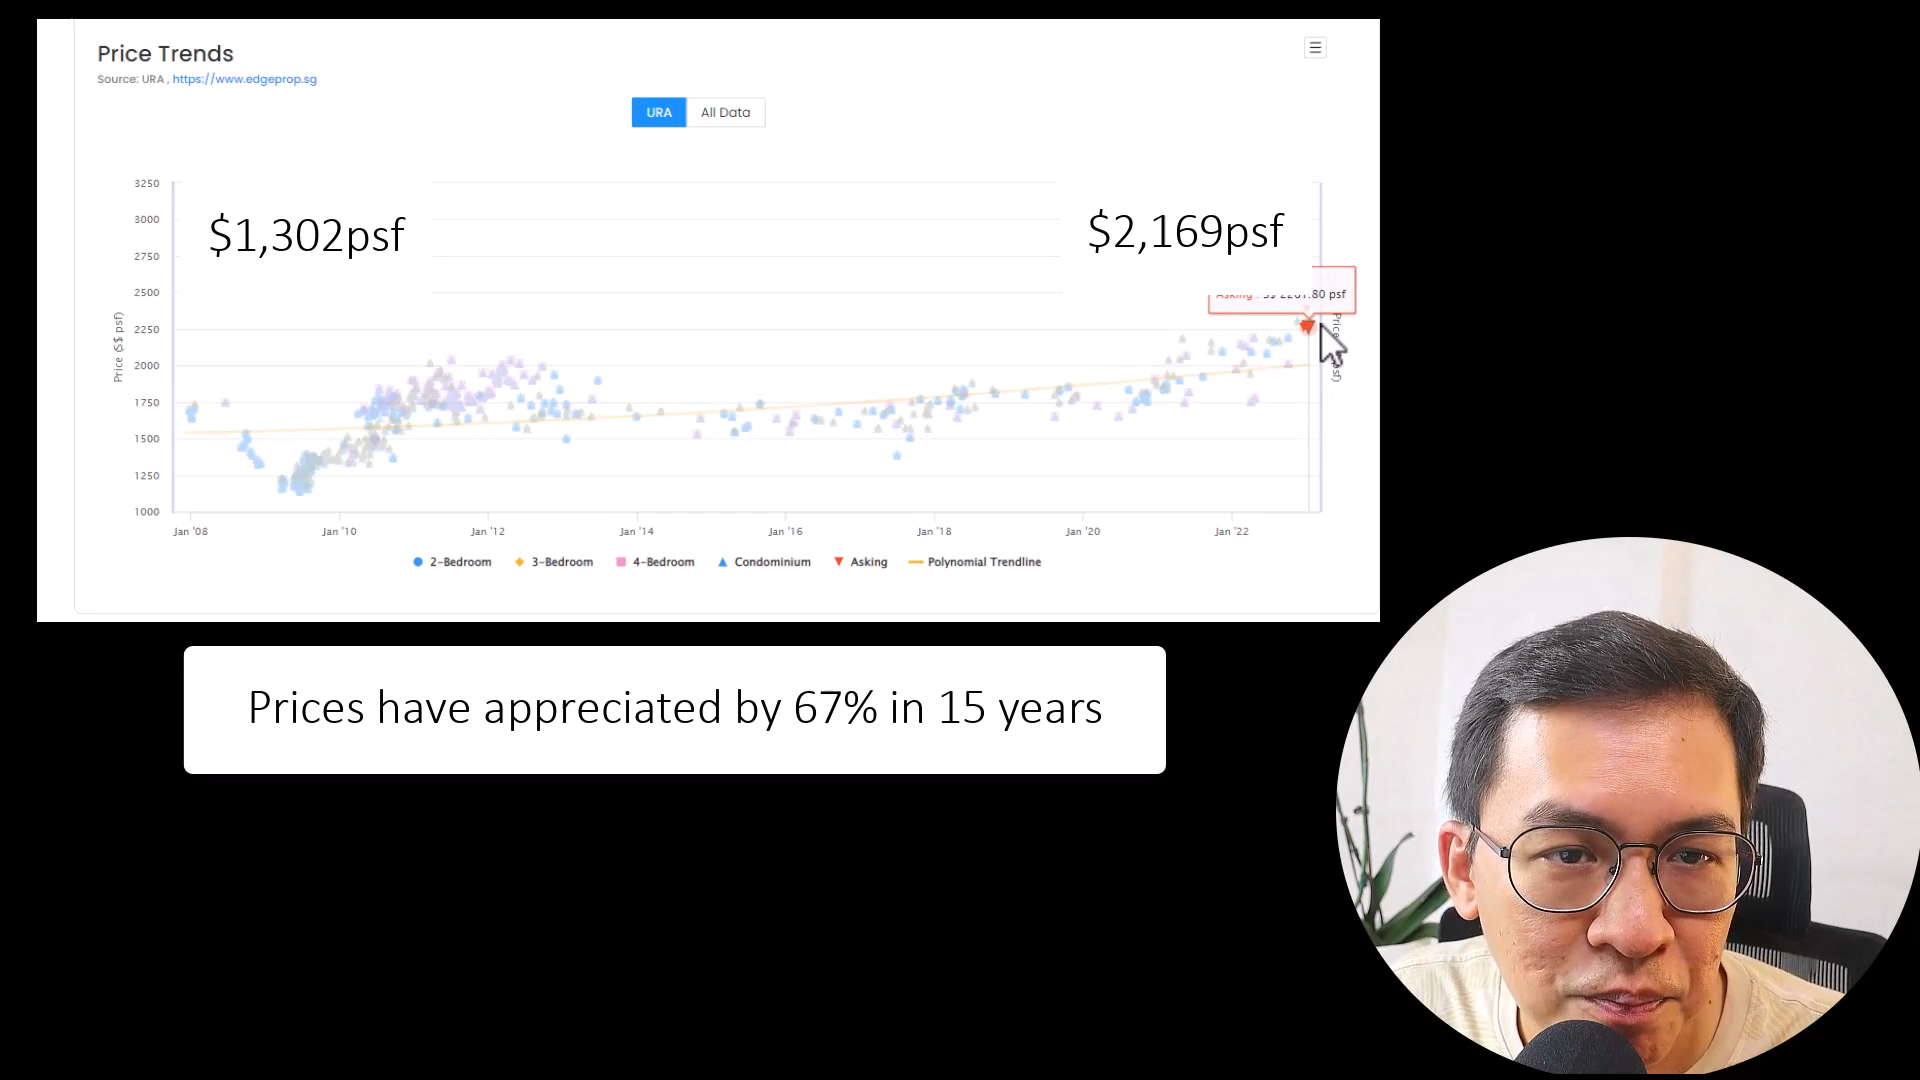 Price Trends
Source: URA , https://www.edgeprop.sg
URA All Data
$1,302psf
$2,169psf
3250
3000
2750
2500
2250
2000
1750
1500
1250
1000
Price (S$ psf)
psf
Price
psf)
Jan '08 Jan '10 Jan '12 Jan '14 Jan '16 Jan '18 Jan '20 Jan '22
2-Bedroom 3-Bedroom 4-Bedroom Condominium Asking Polynomial Trendline
Prices have appreciated by 67% in 15 years